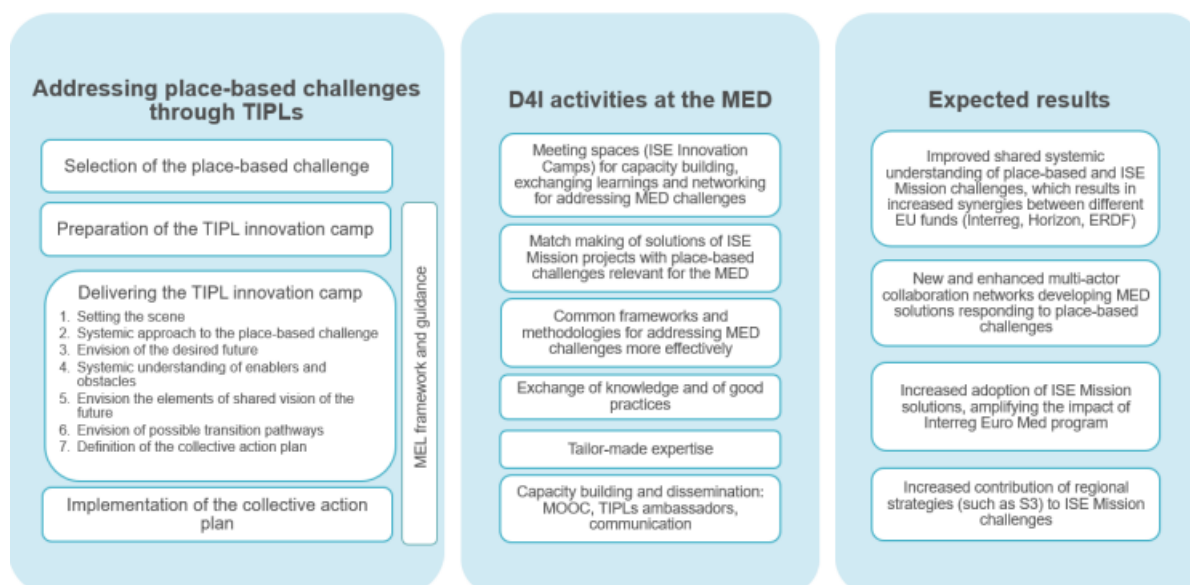 Addressing place-based challenges
through TIPLs
Selection of the place-based challenge
Preparation of the TIPL innovation camp
Delivering the TIPL innovation camp
1. Setting the scene
2. Systemic approach to the place-based challenge
3. Envision of the desired future
4. Systemic understanding of enablers and
obstacles
5. Envision the elements of shared vision of the
future
6. Envision of possible transition pathways
7. Definition of the collective action plan
Implementation of the collective action
plan
MEL framework and guidance
D4I activities at the MED
Meeting spaces (ISE Innovation
Camps) for capacity building,
exchanging learnings and networking
for addressing MED challenges
Match making of solutions of ISE
Mission projects with place-based
challenges relevant for the MED
Common frameworks and
methodologies for addressing MED
challenges more effectively
Exchange of knowledge and of good
practices
Tailor-made expertise
Capacity building and dissemination:
MOOC, TIPLs ambassadors,
communication
Expected results
Improved shared systemic
understanding of place-based and ISE
Mission challenges, which results in
increased synergies between different
EU funds (Interreg, Horizon, ERDF)
New and enhanced multi-actor
collaboration networks developing MED
solutions responding to place-based
challenges
Increased adoption of ISE Mission
solutions, amplifying the impact of
Interreg Euro Med program
Increased contribution of regional
strategies (such as S3) to ISE Mission
challenges